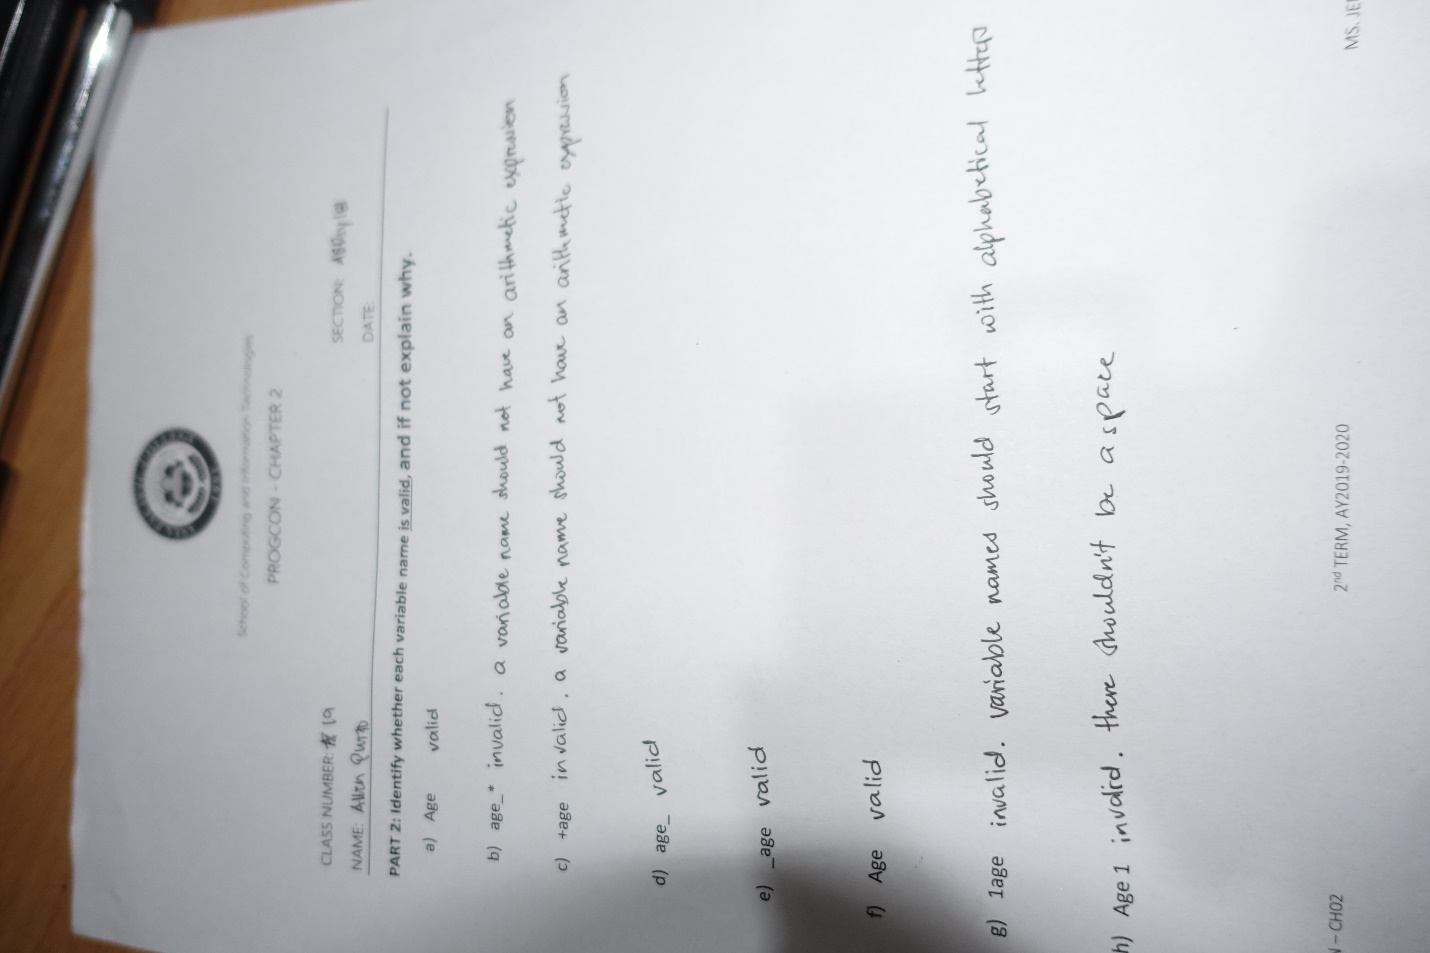 School of Computing and Information Technologies
PROGCON - CHAPTER 2
CLASS NUMBER: 19
SECTION:
NAME: Allen
DATE:
PART 2: Identify whether each variable name is valid, and if not explain why.
a) Age valid
b) age_* invalid. a variable name should not have an arithmetic expression
c) +age invalid. a variable name should not have an arithmetic expression
d) age_ valid
e) _age valid
f) Age valid
g) 1age invalid. variable names should start with alphabetical letters
h) Age 1 invalid. there shouldn't be a space
– CH02
2nd TERM, AY2019-2020
MS.